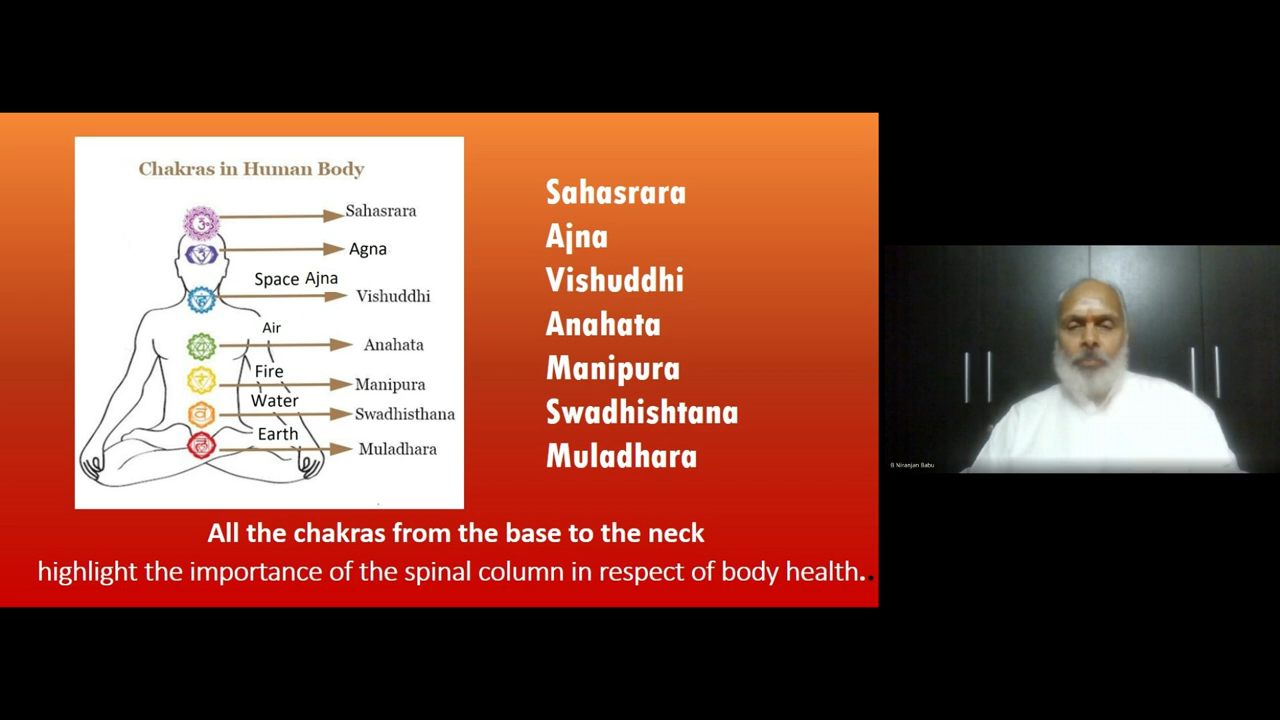 Chakras in Human Body
Sahasrara
Agna
Space Ajna
Vishuddhi
Air
Anahata
Fire
Manipura
Water
Swadhisthana
Earth
Muladhara
Sahasrara
Ajna
Vishuddhi
Anahata
Manipura
Swadhishtana
Muladhara
All the chakras from the base to the neck
highlight the importance of the spinal column in respect of body health..
B Niranjan Babu